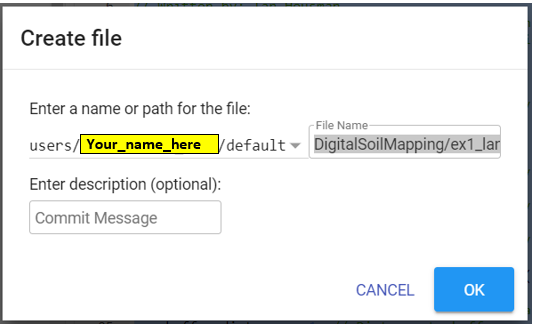 Create file
Enter a name or path for the file:
File Name
users/ Your_name_here /default DigitalSoilMapping/ex1_lar
Enter description (optional):
Commit Message
CANCEL OK